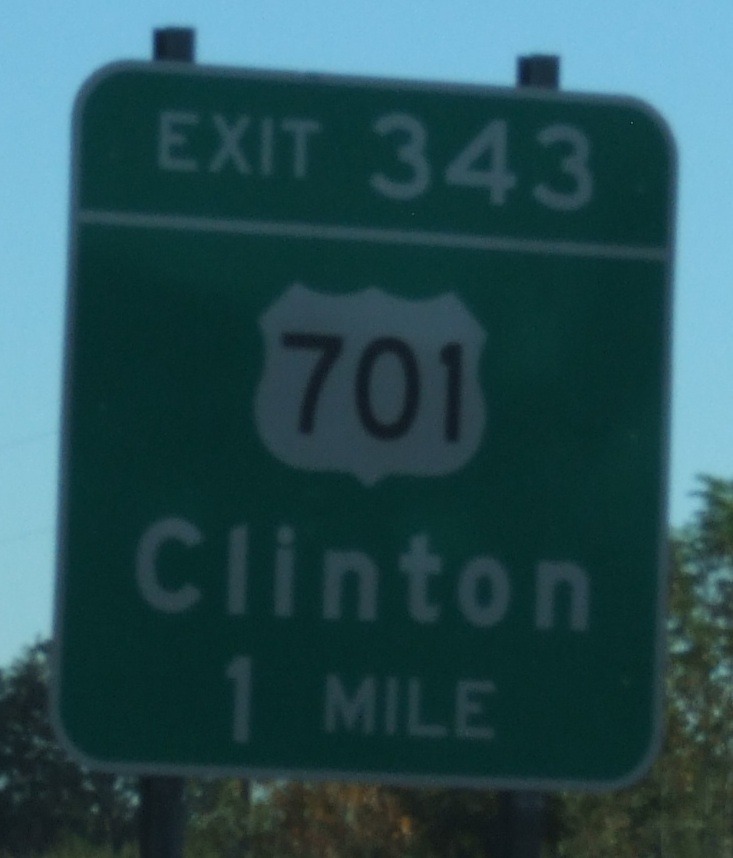 EXIT 343
701
Clinton
1 MILE